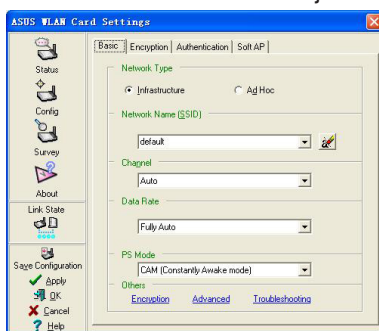 ASUS WLAN Card Settings
Status
Config
Survey
About
Link State
Save Configuration
Apply
OK
Cancel
Help
Basic
Encryption
Authentication
Soft AP
Network Type
Infrastructure
Ad Hoc
Network Name (SSID)
default
Channel
Auto
Data Rate
Fully Auto
PS Mode
CAM (Constantly Awake mode)
Others
Encryption
Advanced
Troubleshooting